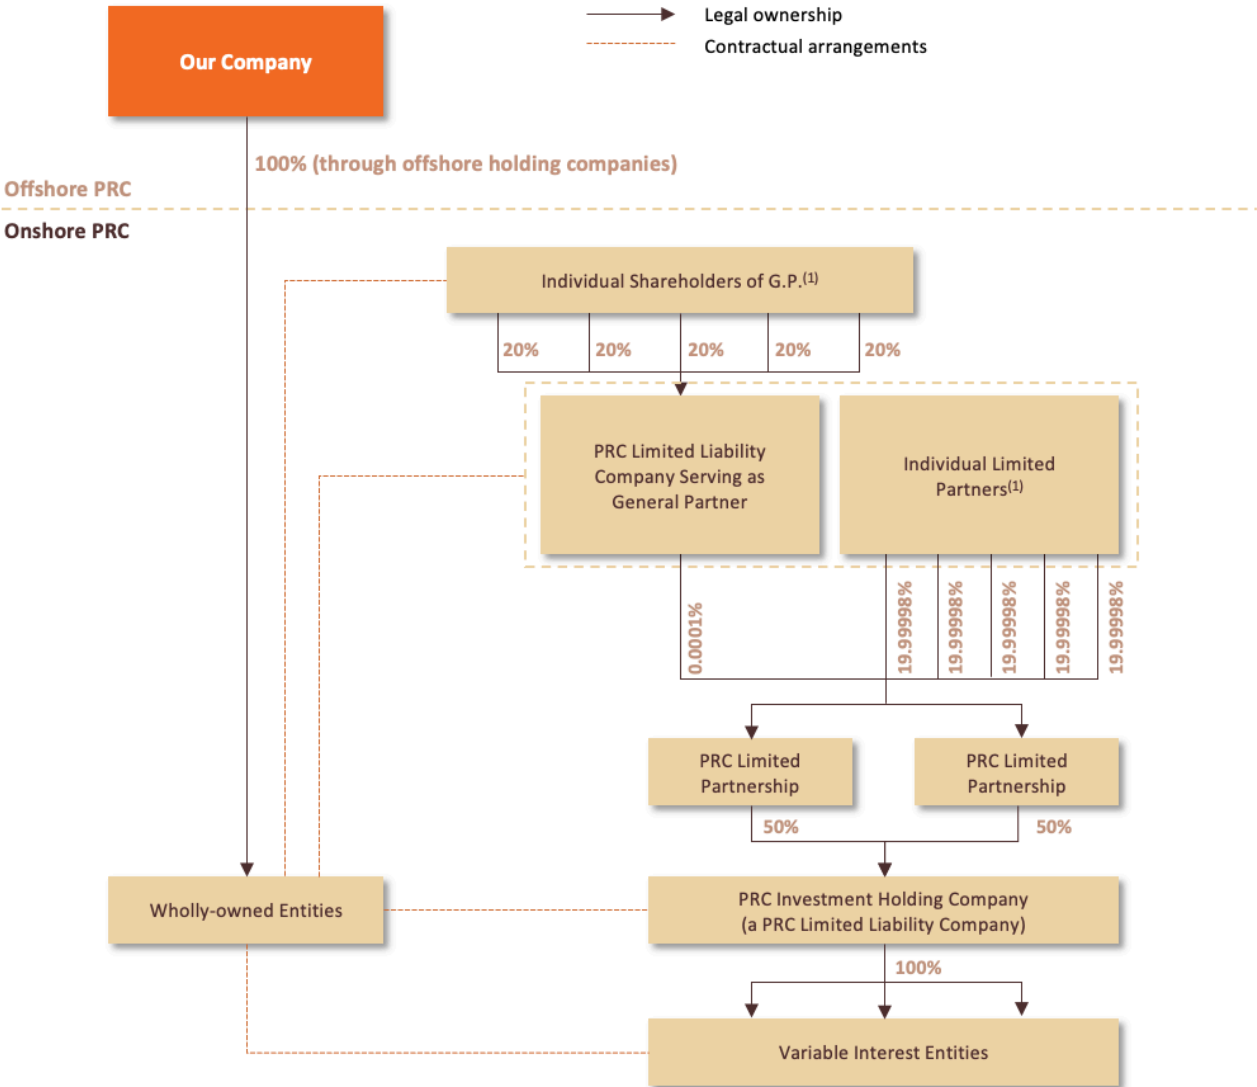 Legal ownership
Contractual arrangements
Our Company
100% (through offshore holding companies)
Offshore PRC
Onshore PRC
Individual Shareholders of G.P.(1)
20%
20%
20%
20%
20%
PRC Limited Liability
Company Serving as
General Partner
Individual Limited
Partners(1)
0.0001%
19.99998%
19.99998%
19.99998%
19.99998%
19.99998%
PRC Limited
Partnership
PRC Limited
Partnership
50%
50%
Wholly-owned Entities
PRC Investment Holding Company
(a PRC Limited Liability Company)
100%
Variable Interest Entities